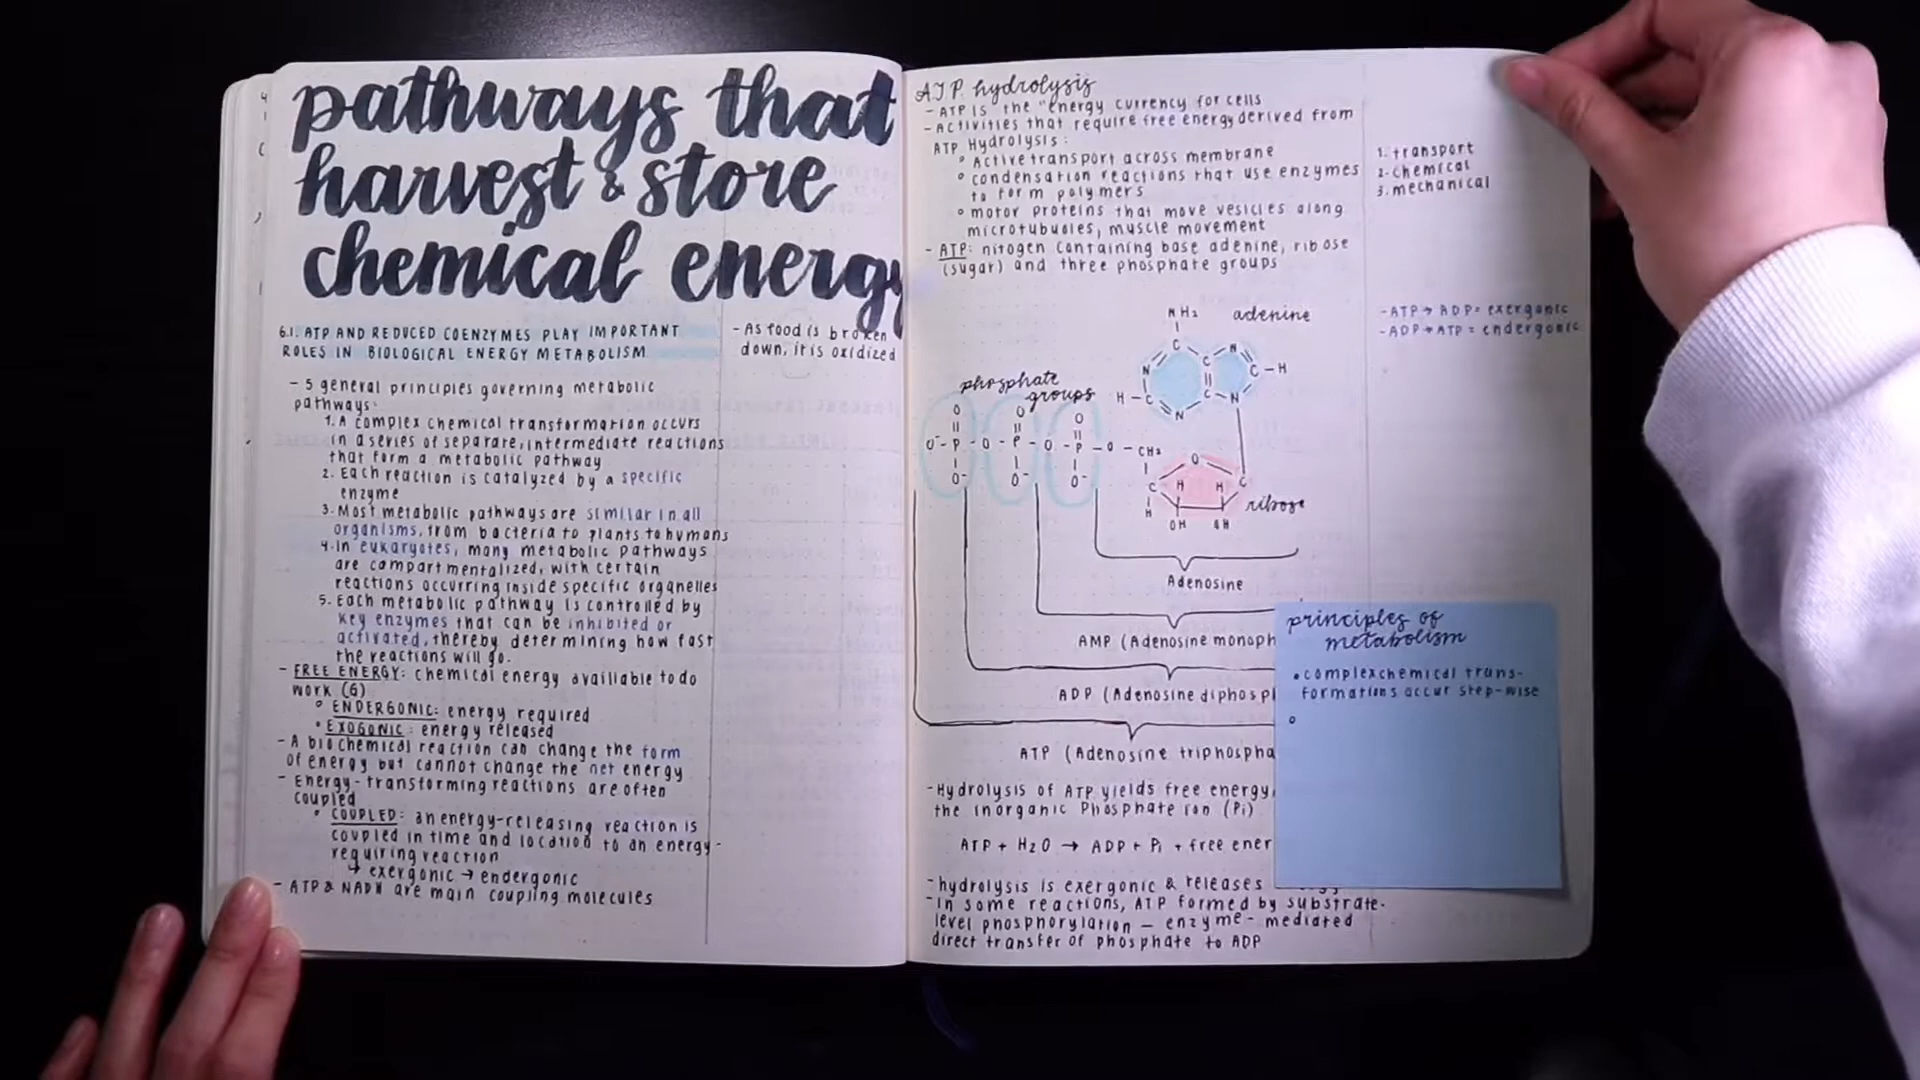 pathways that
harvest & store
chemical energy
6.1. ATP AND REDUCED COENZYMES PLAY IMPORTANT
ROLES IN BIOLOGICAL ENERGY METABOLISM
- As food is broken
down, it is oxidized
- 5 general principles governing metabolic
pathways:
1. A complex chemical transformation occurs
in a series of separare, intermediate reactions
that form a metabolic pathway
2. Each reaction is catalyzed by a specific
enzyme
3. Most metabolic pathways are similar in all
organisms, from bacteria to plants to humans
4. In eukaryotes, many metabolic pathways
are compartmentalized, with certain
reactions occurring inside specific organelles
5. Each metabolic pathway is controlled by
key enzymes that can be inhibited or
activated, thereby determining how fast
the reactions will go.
- FREE ENERGY: chemical energy availiable to do
work (G)
ENDERGONIC: energy required
EXOGONIC: energy released
- A biochemical reaction can change the form
of energy but cannot change the net energy
- Energy-transforming reactions are often
coupled
COUPLED: an energy-releasing reaction is
coupled in time and location to an energy-
requiring reaction
↳ exergonic → endergonic
- ATP & NADH are main coupling molecules
ATP hydrolysis
- ATP is the "energy currency for cells
- Activities that require free energy derived from
ATP Hydrolysis:
° Active transport across membrane
° condensation reactions that use enzymes
to form polymers
° motor proteins that move vesicles along
microtubules, muscle movement
- ATP: nitrogen containing base adenine, ribose
(sugar) and three phosphate groups
1. transport
2. chemical
3. mechanical
- ATP → ADP = exergonic
- ADP → ATP = endergonic
NH₂ adenine
C
N C N
C - H
H - C C N
N
phosphate
groups
O O O
O⁻ - P - O - P - O - P - O - CH₂
O⁻ O⁻ O⁻
O
C H H C
H
OH OH
ribose
Adenosine
AMP (Adenosine monoph
ADP (Adenosine diphosp
ATP (Adenosine triphospha
- Hydrolysis of ATP yields free energy,
the inorganic Phosphate ion (Pi)
ATP + H₂O → ADP + Pi + free ener
- hydrolysis is exergonic & releases
- In some reactions, ATP formed by substrate-
level phosphorylation — enzyme-mediated
direct transfer of phosphate to ADP
principles of
metabolism
• complex chemical trans-
formations occur step-wise